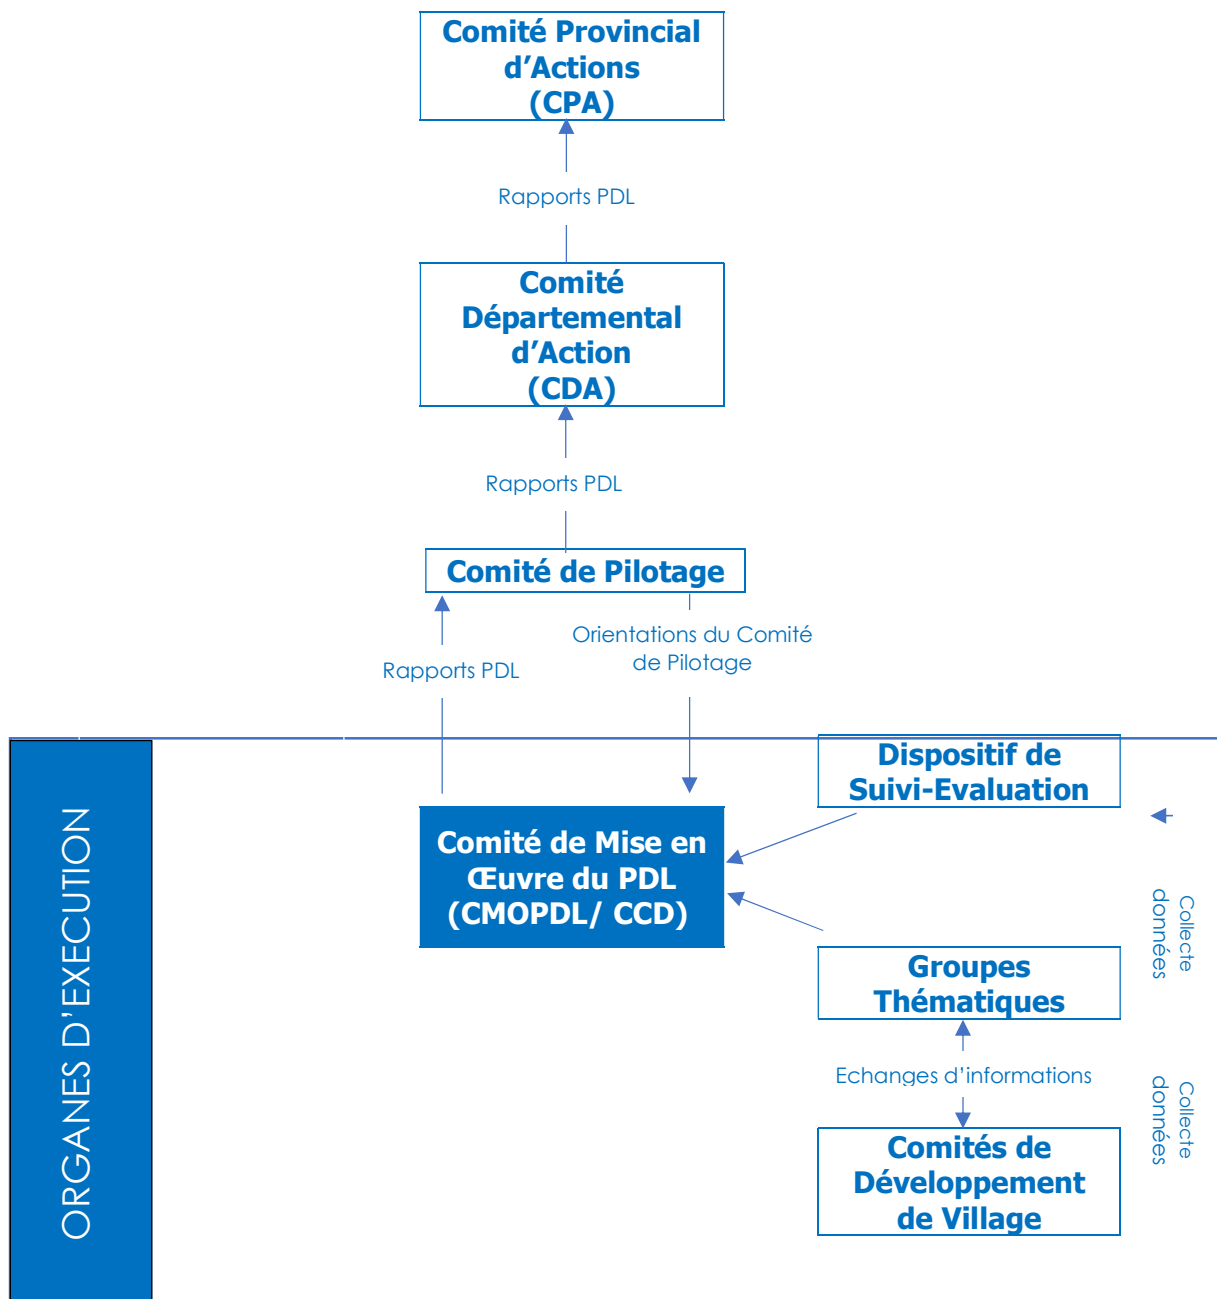 Comité Provincial
d’Actions
(CPA)
Rapports PDL
Comité
Départemental
d’Action
(CDA)
Rapports PDL
Comité de Pilotage
Orientations du Comité
de Pilotage
Rapports PDL
ORGANES D’EXECUTION
Dispositif de
Suivi-Evaluation
Comité de Mise en
Œuvre du PDL
(CMOPDL/ CCD)
Collecte
données
Groupes
Thématiques
Echanges d’informations
Collecte
données
Comités de
Développement
de Village